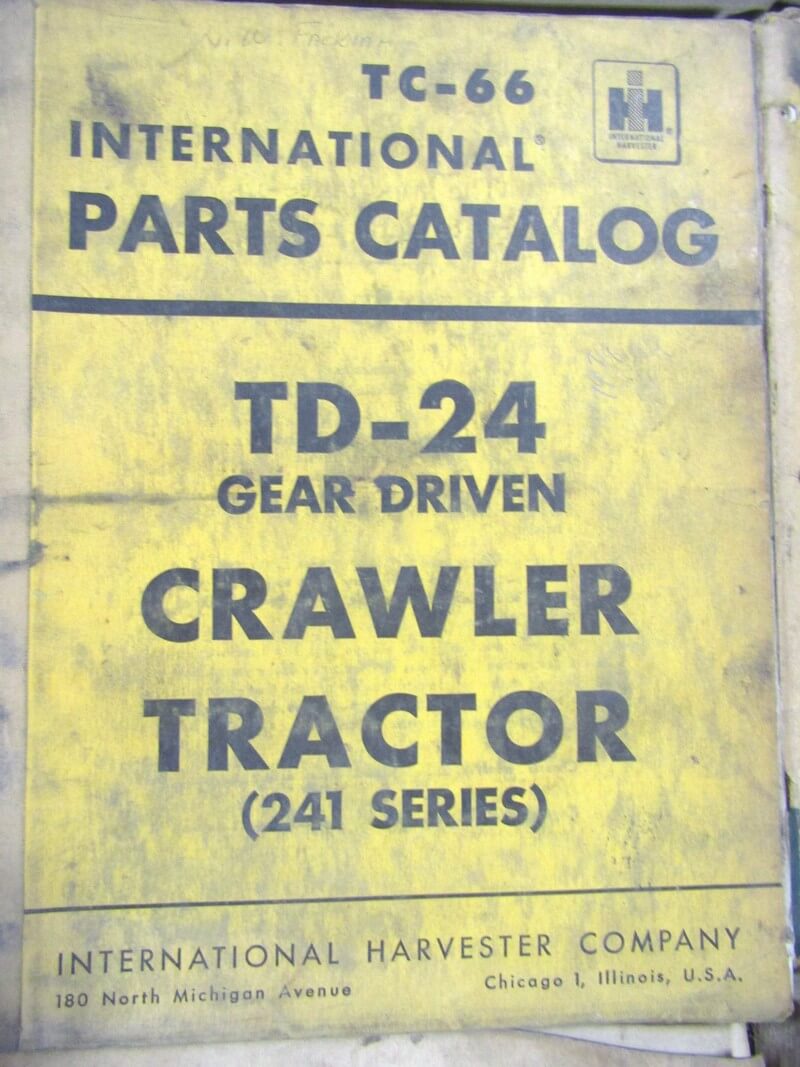 TC-66
INTERNATIONAL
HARVESTER
®
INTERNATIONAL®
PARTS CATALOG
TD-24
GEAR DRIVEN
CRAWLER
TRACTOR
(241 SERIES)
INTERNATIONAL HARVESTER COMPANY
180 North Michigan Avenue
Chicago 1, Illinois, U.S.A.